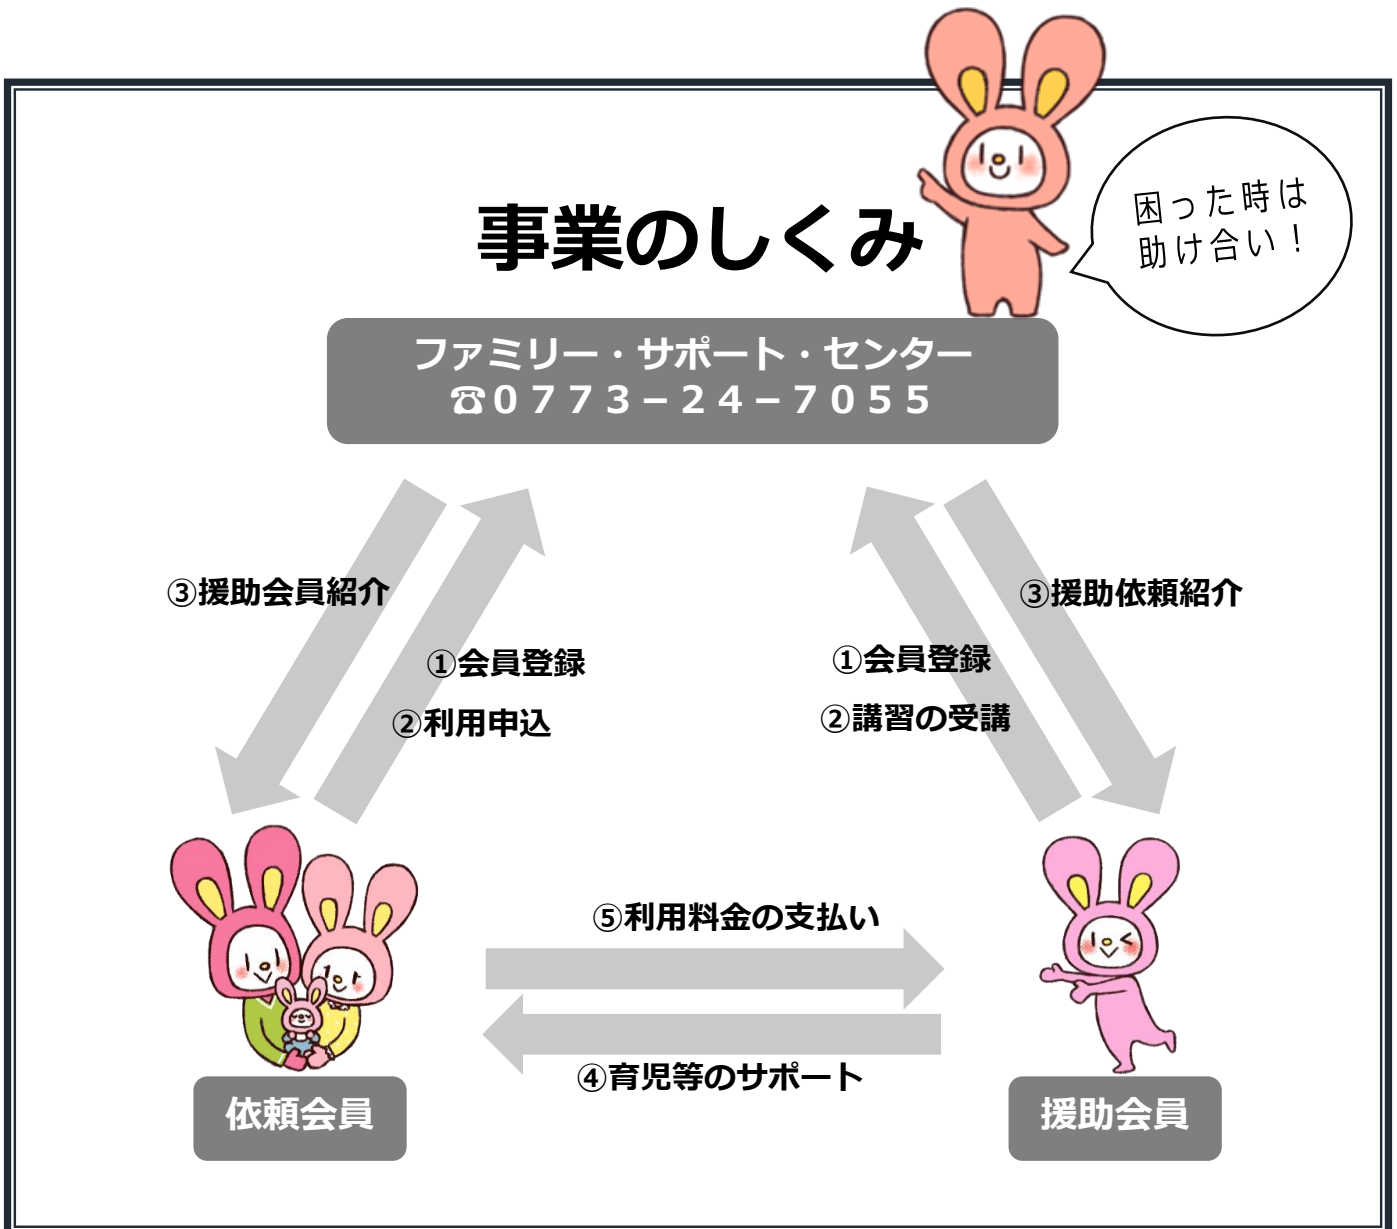 困った時は
助け合い！
事業のしくみ
ファミリー・サポート・センター
☎０７７３－２４－７０５５
③援助会員紹介
③援助依頼紹介
①会員登録
①会員登録
②利用申込
②講習の受講
⑤利用料金の支払い
④育児等のサポート
依頼会員
援助会員